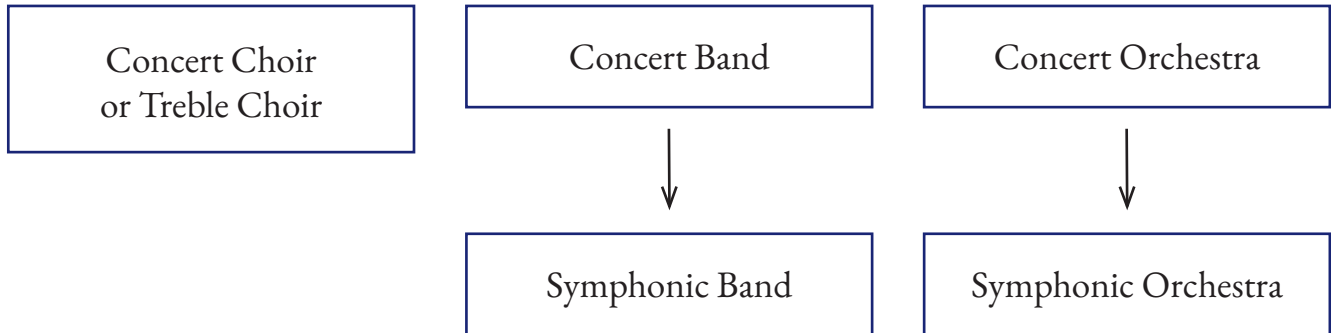 Concert Choir
or Treble Choir
Concert Band
Concert Orchestra
Symphonic Band
Symphonic Orchestra